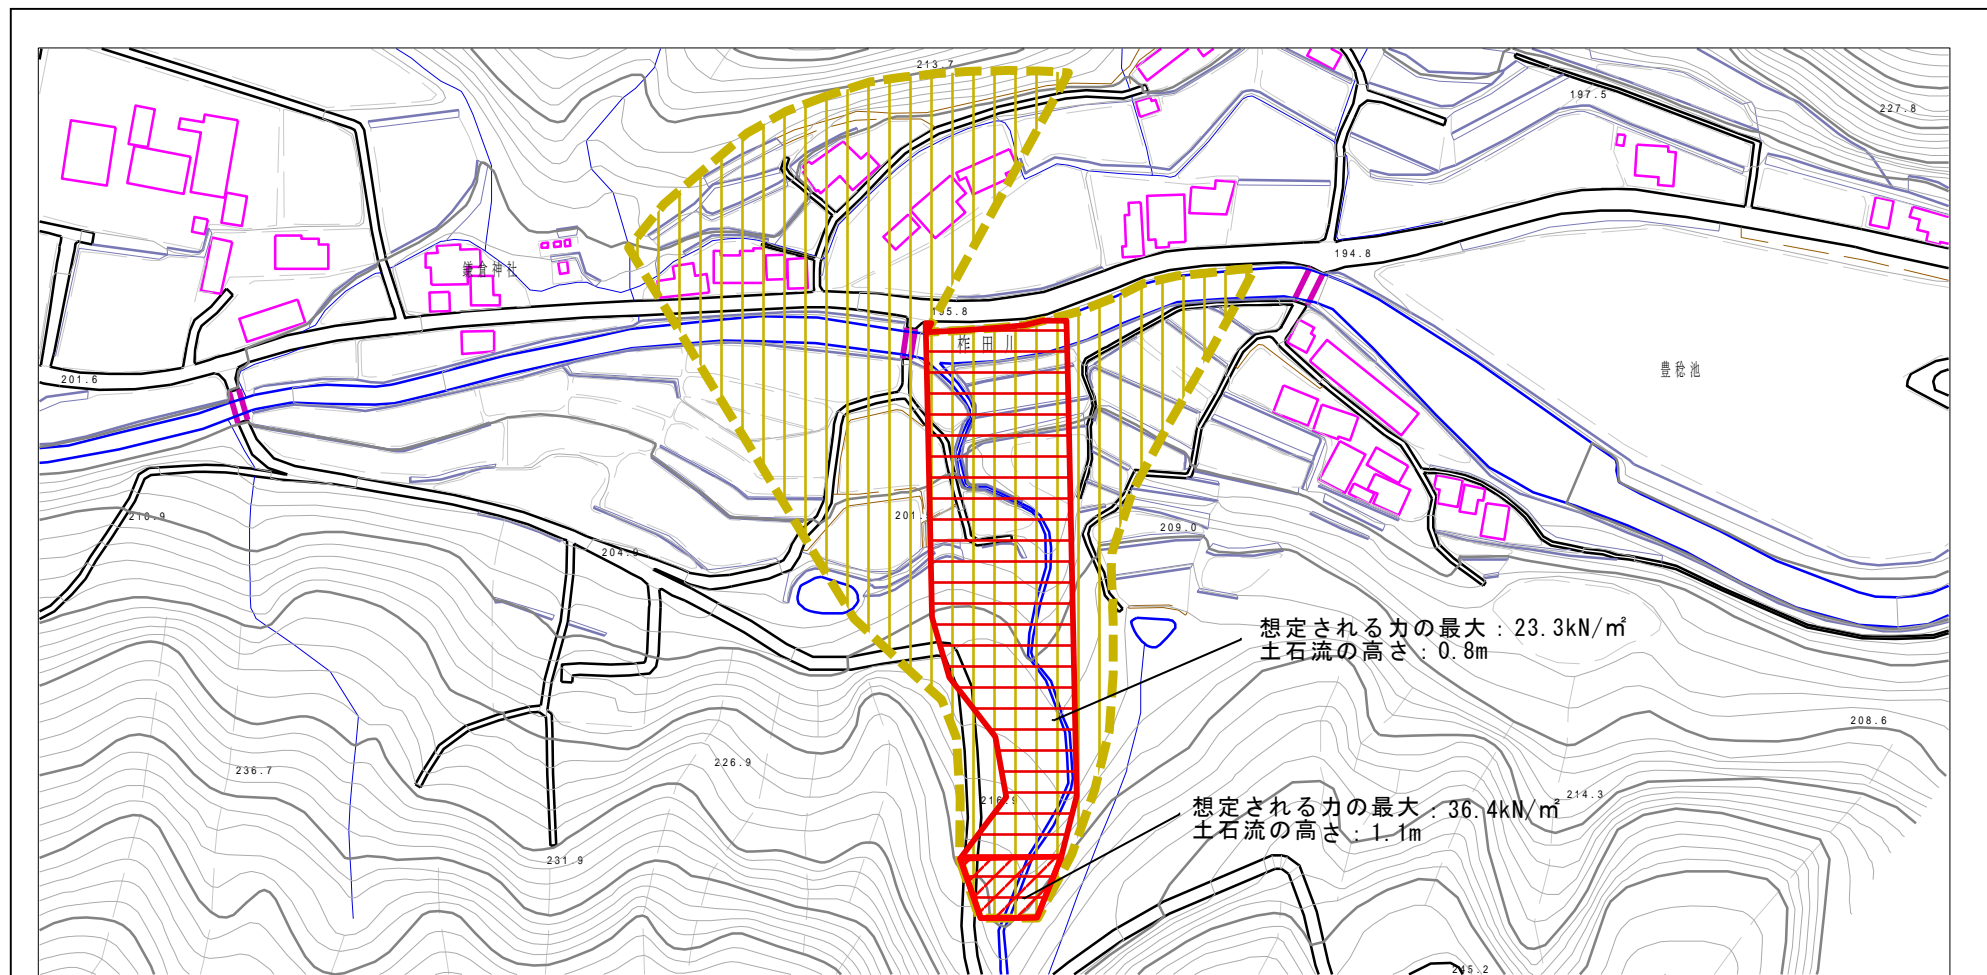 213.7
197.5
227.8
鎌倉神社
194.8
195.8
柞田川
豊稔池
201.6
201.
204.9
209.0
想定される力の最大：23.3kN/㎡
土石流の高さ：0.8m
208.6
236.7
226.9
216.9
214.3
想定される力の最大：36.4kN/㎡
土石流の高さ：1.1m
231.9
245.2